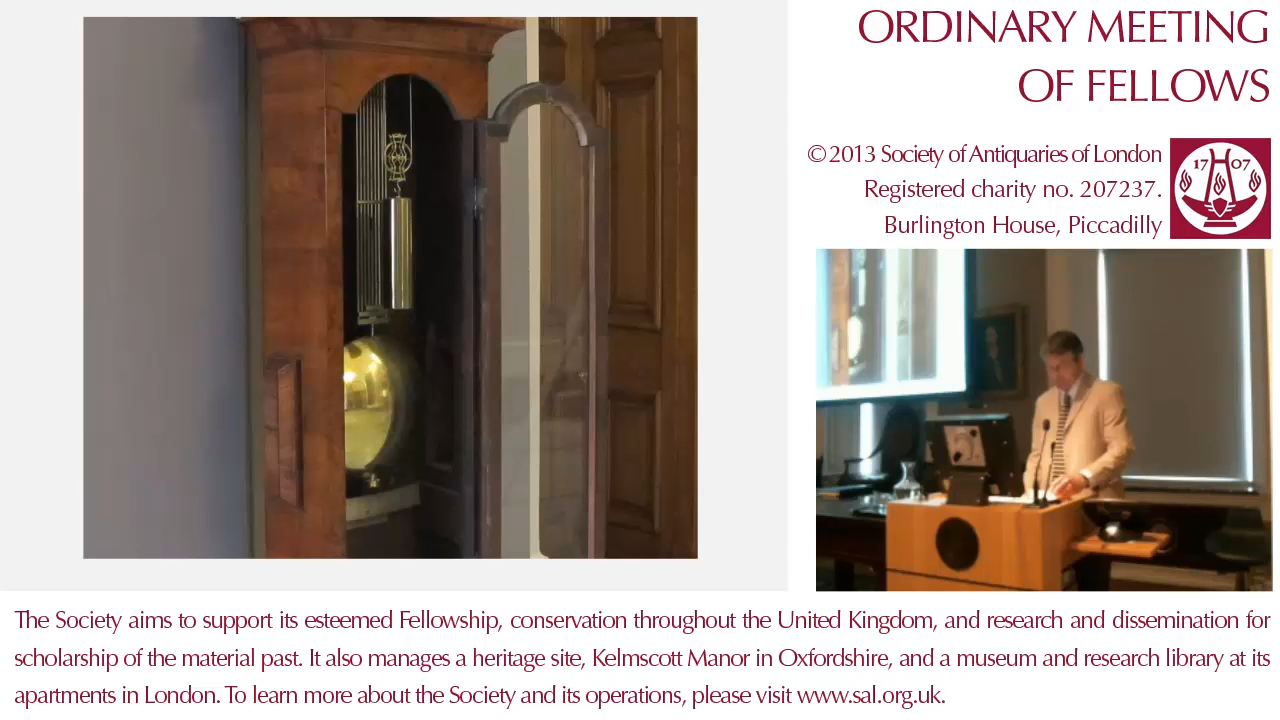 ORDINARY MEETING
OF FELLOWS
© 2013 Society of Antiquaries of London
Registered charity no. 207237.
Burlington House, Piccadilly
17 07
The Society aims to support its esteemed Fellowship, conservation throughout the United Kingdom, and research and dissemination for
scholarship of the material past. It also manages a heritage site, Kelmscott Manor in Oxfordshire, and a museum and research library at its
apartments in London. To learn more about the Society and its operations, please visit www.sal.org.uk.